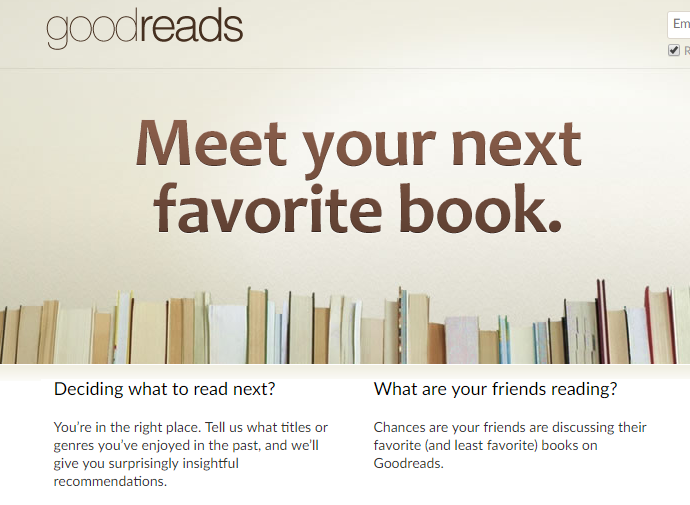 goodreads
Em
R
Meet your next
favorite book.
Deciding what to read next?
You're in the right place. Tell us what titles or
genres you've enjoyed in the past, and we'll
give you surprisingly insightful
recommendations.
What are your friends reading?
Chances are your friends are discussing their
favorite (and least favorite) books on
Goodreads.